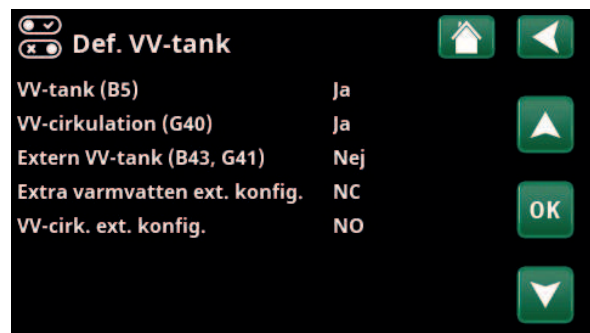 Def. VV-tank
VV-tank (B5) Ja
VV-cirkulation (G40) Ja
Extern VV-tank (B43, G41) Nej
Extra varmvatten ext. konfig. NC
VV-cirk. ext. konfig. NO
OK